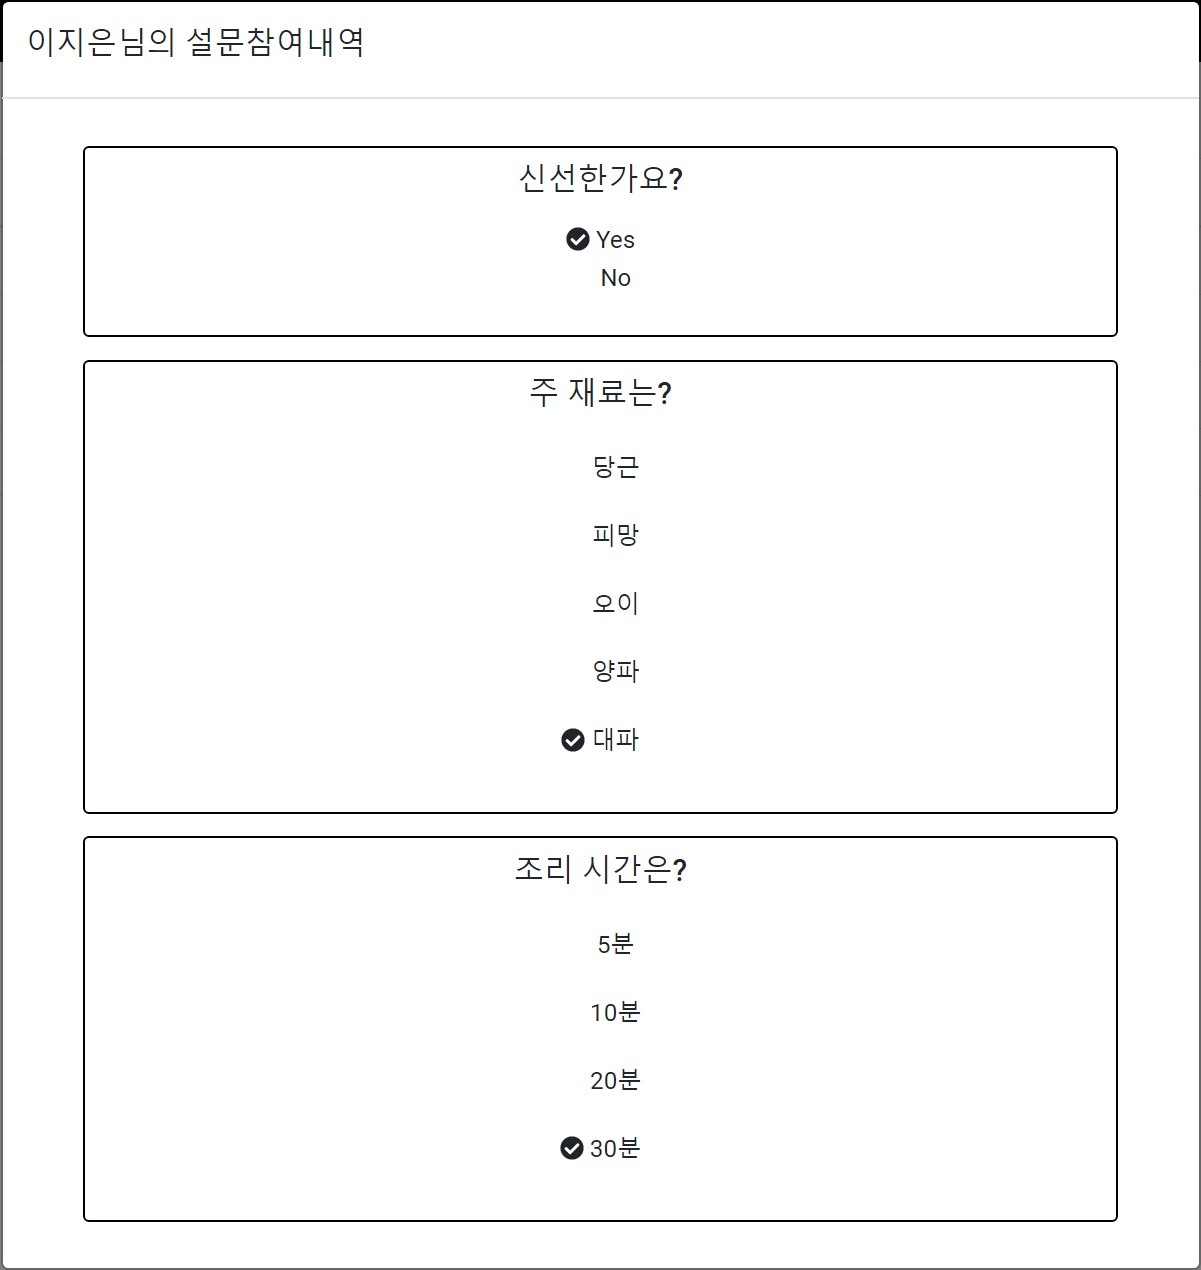 이지은님의 설문참여내역
신선한가요?
Yes
No
주 재료는?
당근
피망
오이
양파
대파
조리 시간은?
5분
10분
20분
30분